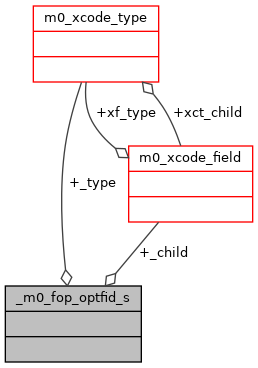 m0_xcode_type
+xf_type
+xct_child
m0_xcode_field
+_type
+_child
_m0_fop_optfid_s